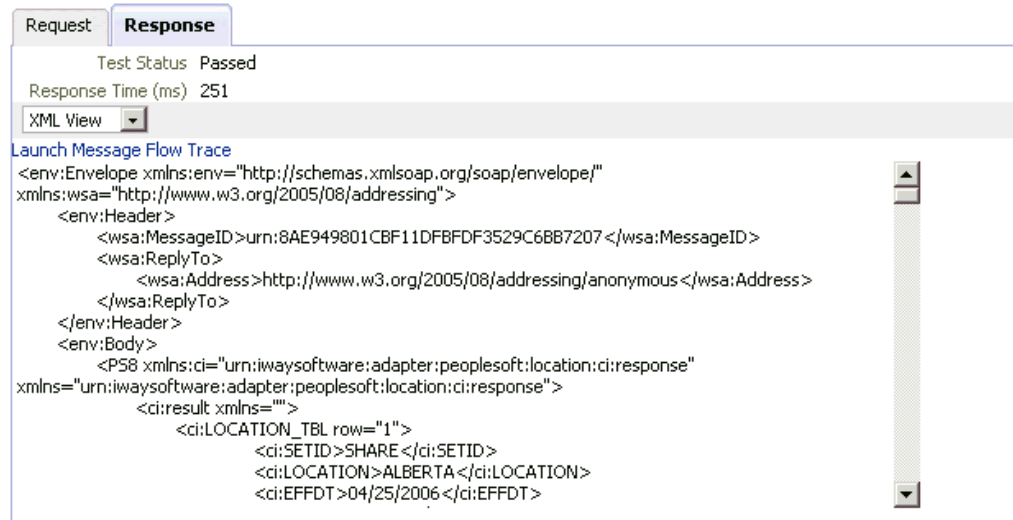 Request Response
Test Status Passed
Response Time (ms) 251
XML View
Launch Message Flow Trace
<env:Envelope xmlns:env="http://schemas.xmlsoap.org/soap/envelope/"
xmlns:wsa="http://www.w3.org/2005/08/addressing">
<env:Header>
<wsa:MessageID>urn:8AE949801CBF11DFBFDF3529C6BB7207</wsa:MessageID>
<wsa:ReplyTo>
<wsa:Address>http://www.w3.org/2005/08/addressing/anonymous</wsa:Address>
</wsa:ReplyTo>
</env:Header>
<env:Body>
<PS8 xmlns:ci="urn:iwaysoftware:adapter:peoplesoft:location:ci:response"
xmlns="urn:iwaysoftware:adapter:peoplesoft:location:ci:response">
<ci:result xmlns="">
<ci:LOCATION_TBL row="1">
<ci:SETID>SHARE</ci:SETID>
<ci:LOCATION>ALBERTA</ci:LOCATION>
<ci:EFFDT>04/25/2006</ci:EFFDT>